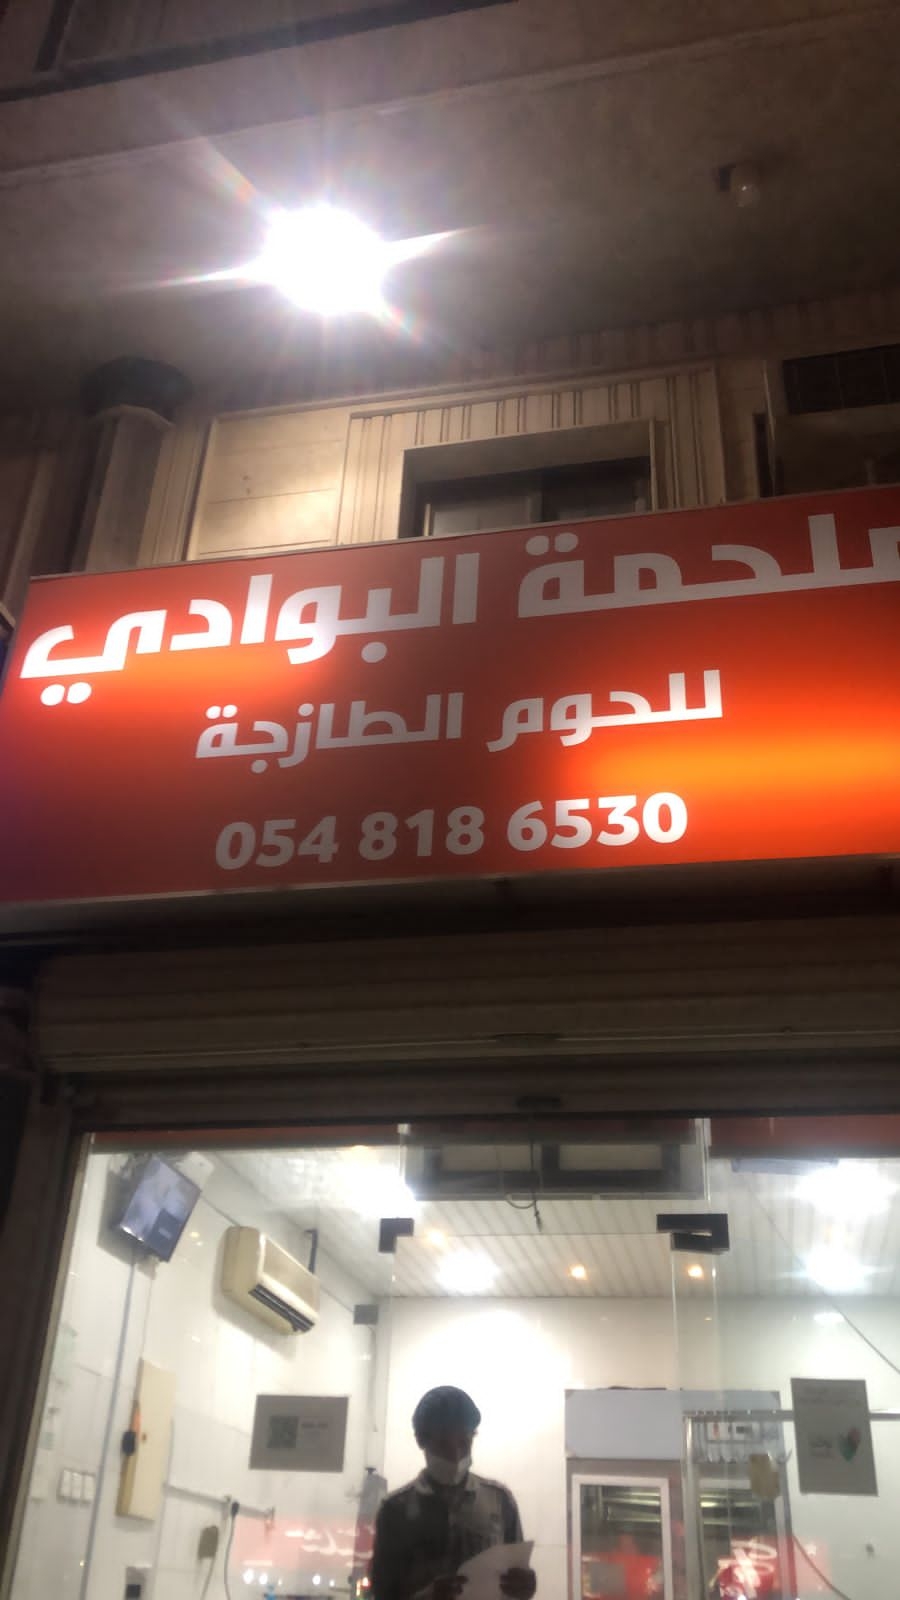 ملحمة البوادي
للحوم الطازجة
054 818 6530